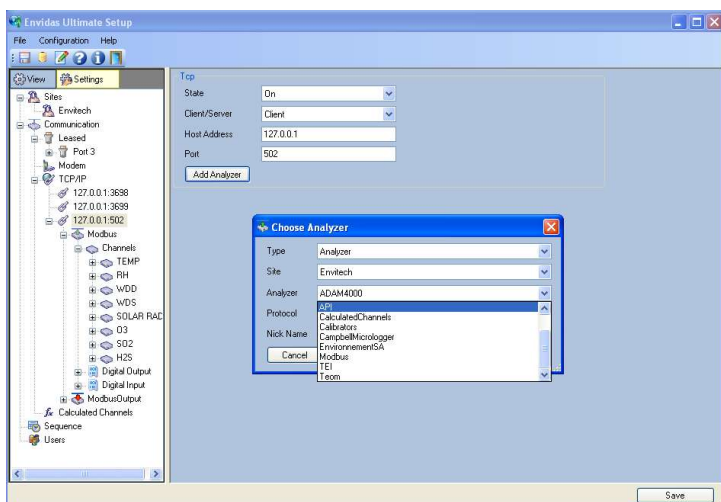 Envidas Ultimate Setup
File Configuration Help
View Settings
Sites
Envitech
Communication
Leased
Port 3
Modem
TCP/IP
127.0.0.1:3698
127.0.0.1:3699
127.0.0.1:502
Modbus
Channels
TEMP
RH
WDD
WDS
SOLAR RAD
O3
SO2
H2S
Digital Output
Digital Input
ModbusOutput
fx Calculated Channels
Sequence
Users
Tcp
State On
Client/Server Client
Host Address 127.0.0.1
Port 502
Add Analyzer
Choose Analyzer
Type Analyzer
Site Envitech
Analyzer ADAM4000
Protocol
Nick Name
Cancel
API
CalculatedChannels
Calibrators
CampbellMicrologger
EnvironnementSA
Modbus
TEI
Teom
Save